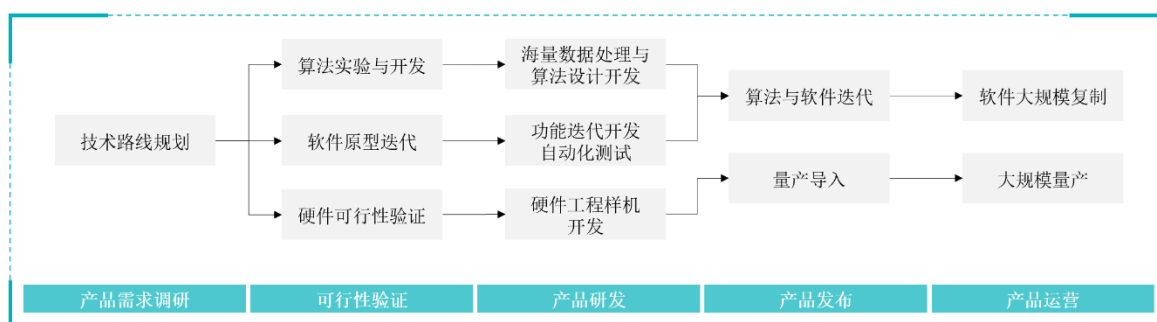 技术路线规划
算法实验与开发
软件原型迭代
硬件可行性验证
海量数据处理与
算法设计开发
功能迭代开发
自动化测试
硬件工程样机
开发
算法与软件迭代
量产导入
软件大规模复制
大规模量产
产品需求调研
可行性验证
产品研发
产品发布
产品运营